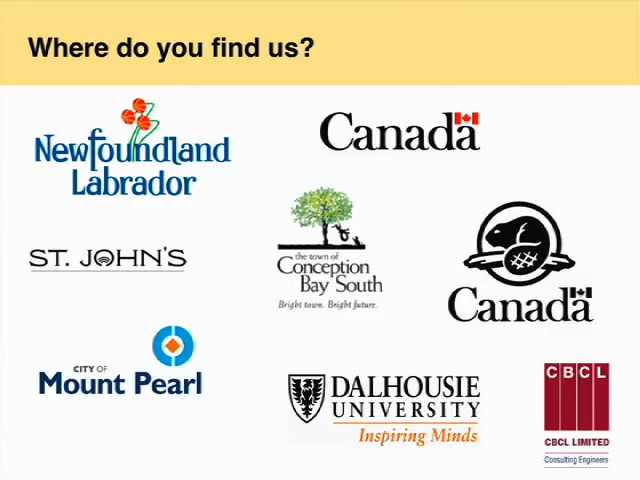 Where do you find us?
Newfoundland
Labrador
Canada
ST. JOHN'S
the town of
Conception
Bay South
Bright town. Bright future.
Canada
CITY OF
Mount Pearl
DALHOUSIE
UNIVERSITY
Inspiring Minds
CBCL
CBCL LIMITED
Consulting Engineers